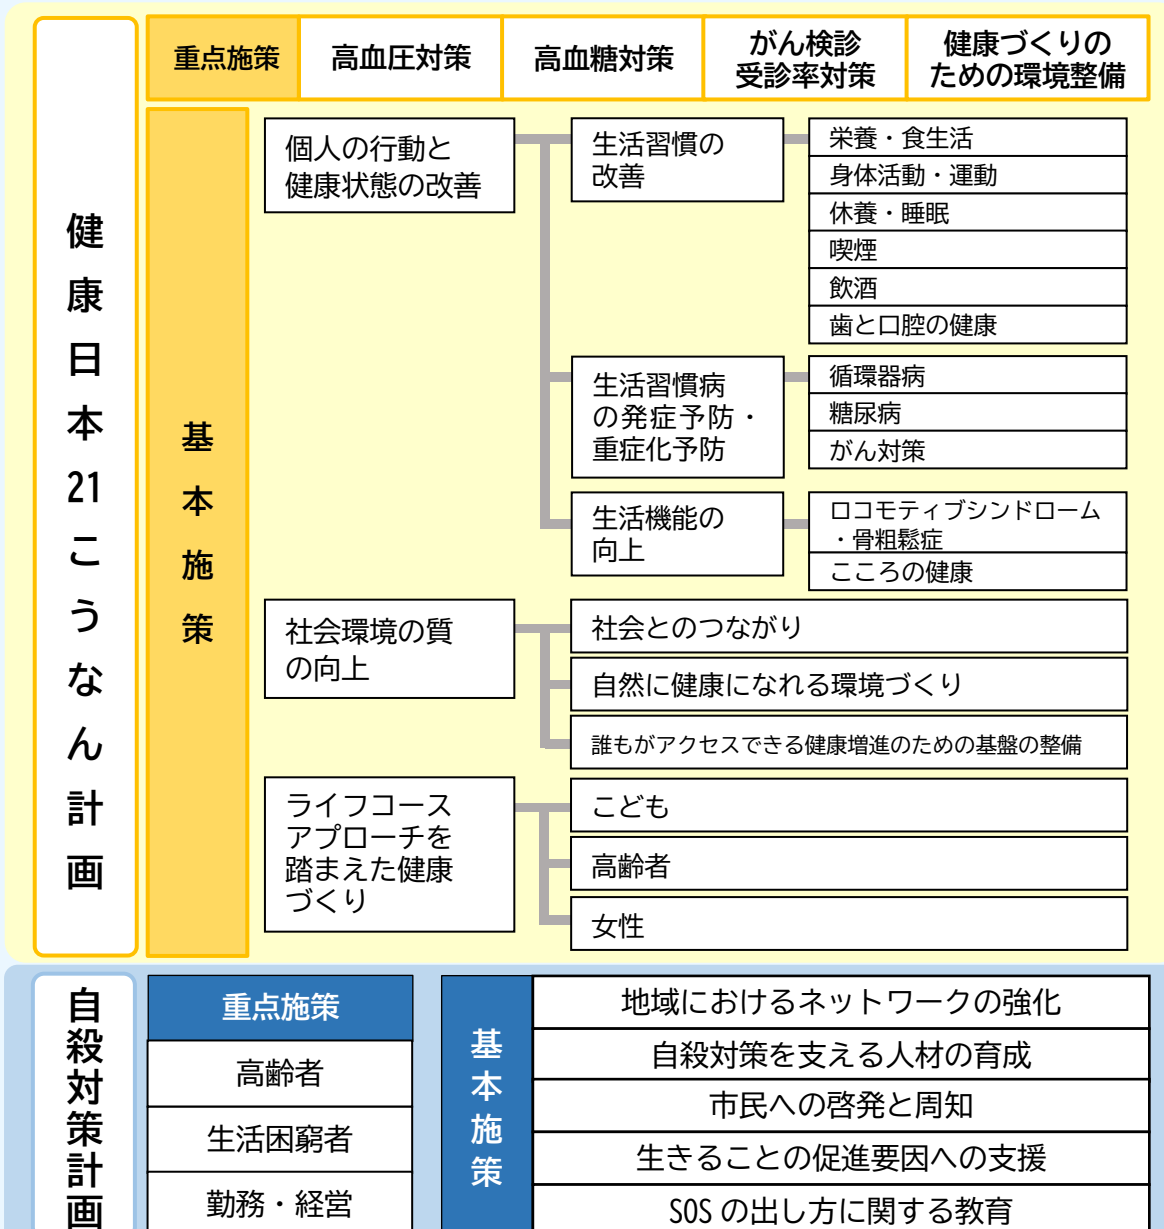 健康日本21こうなん計画
重点施策
高血圧対策
高血糖対策
がん検診
受診率対策
健康づくりの
ための環境整備
基本施策
個人の行動と
健康状態の改善
生活習慣の
改善
栄養・食生活
身体活動・運動
休養・睡眠
喫煙
飲酒
歯と口腔の健康
生活習慣病
の発症予防・
重症化予防
循環器病
糖尿病
がん対策
生活機能の
向上
ロコモティブシンドローム
・骨粗鬆症
こころの健康
社会環境の質
の向上
社会とのつながり
自然に健康になれる環境づくり
誰もがアクセスできる健康増進のための基盤の整備
ライフコース
アプローチを
踏まえた健康
づくり
こども
高齢者
女性
自殺対策計画
重点施策
高齢者
生活困窮者
勤務・経営
基本施策
地域におけるネットワークの強化
自殺対策を支える人材の育成
市民への啓発と周知
生きることの促進要因への支援
SOSの出し方に関する教育